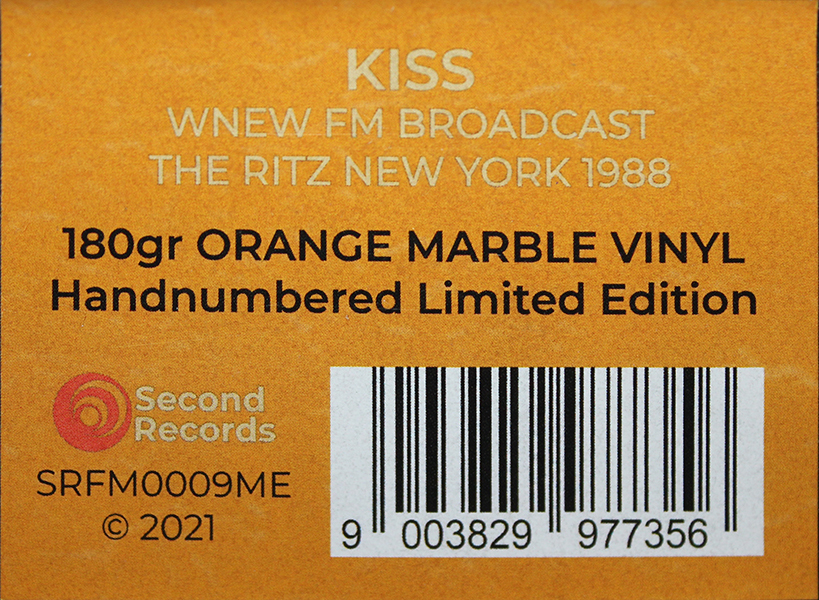 KISS
WNEW FM BROADCAST
THE RITZ NEW YORK 1988
180gr ORANGE MARBLE VINYL
Handnumbered Limited Edition
Second
Records
SRFM0009ME
© 2021
9 003829 977356